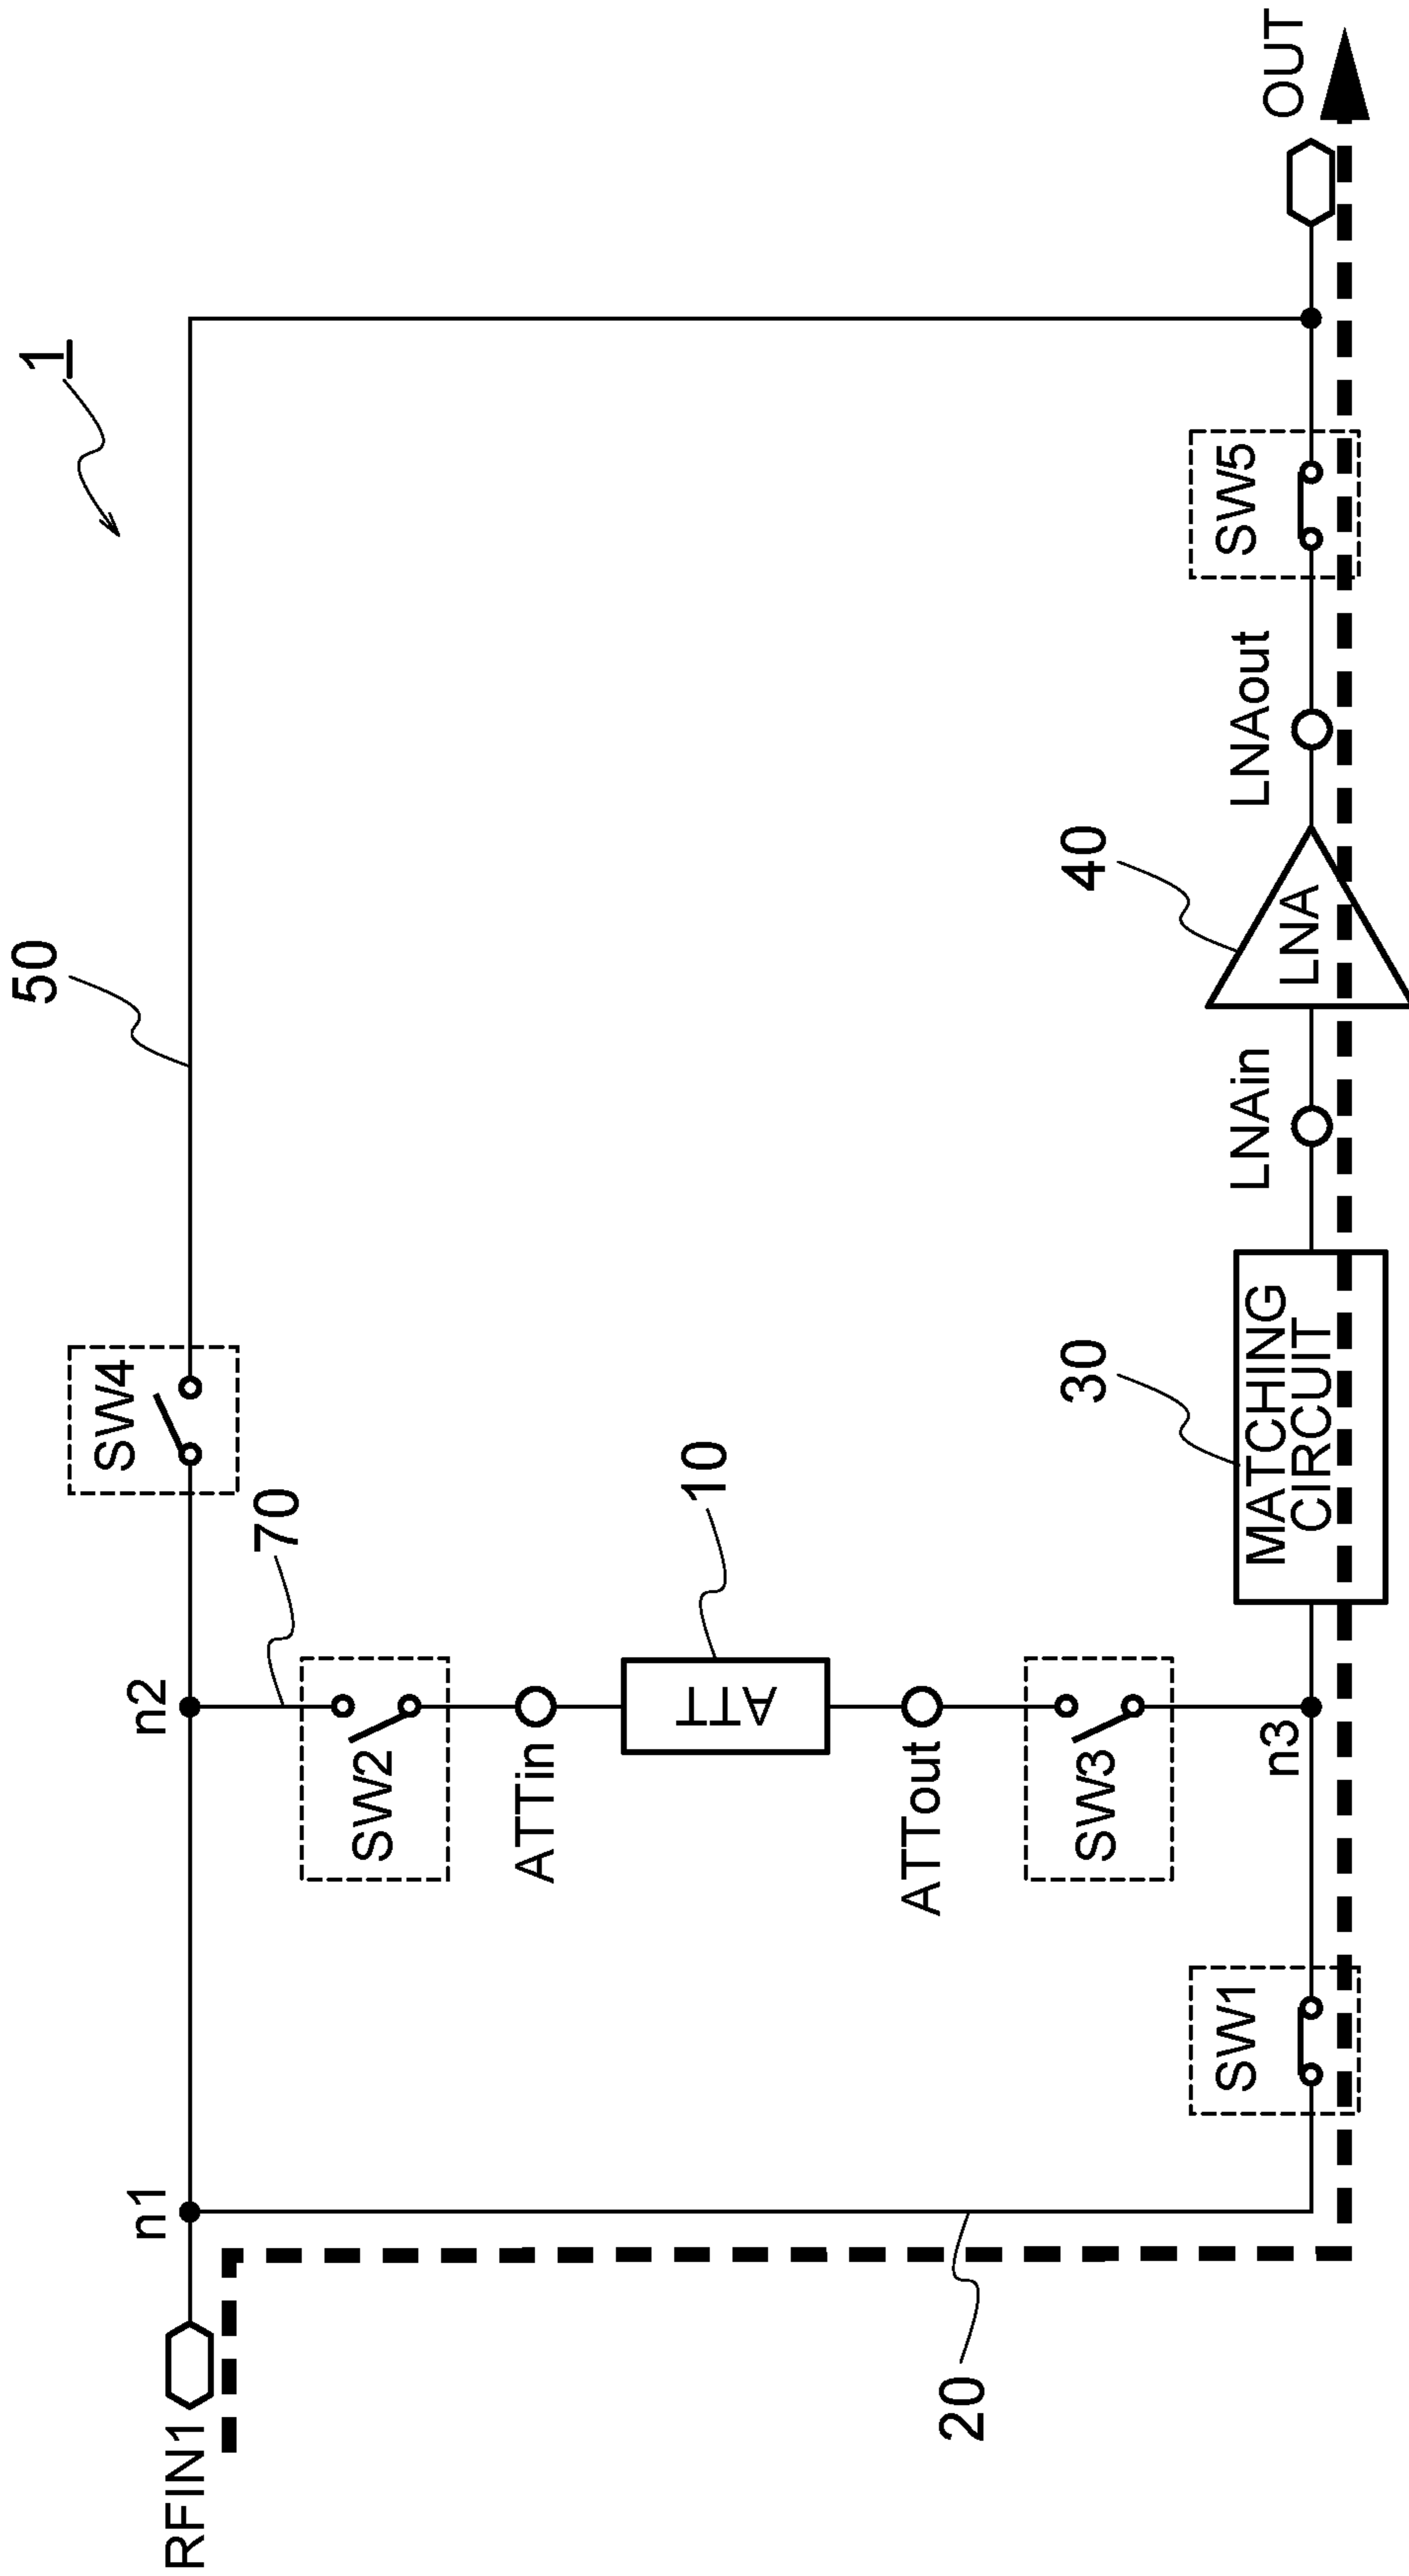 1
50
SW4
70
n2
n1
RFIN1
SW2
ATTin
10
ATT
ATTout
SW3
n3
20
SW1
30
MATCHING
CIRCUIT
LNAin
40
LNA
LNAout
SW5
OUT